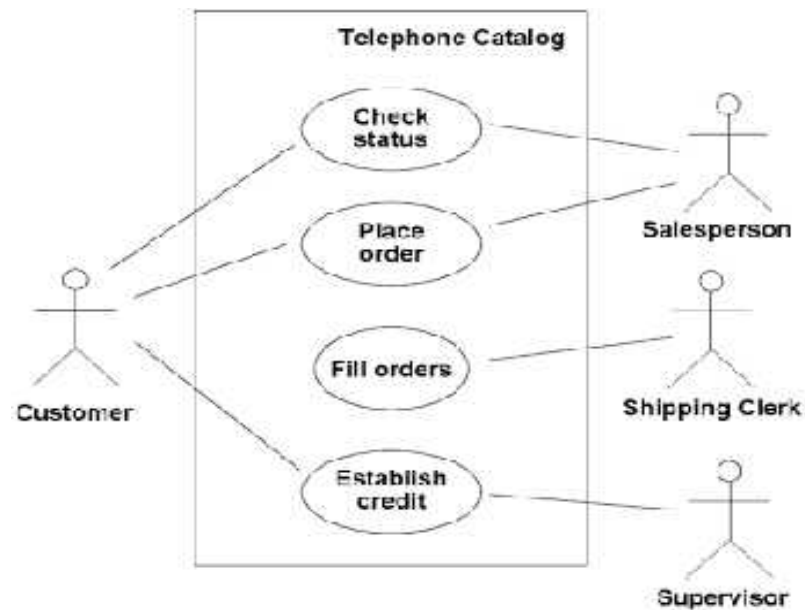 Telephone Catalog
Check
status
Place
order
Salesperson
Fill orders
Customer
Shipping Clerk
Establish
credit
Supervisor